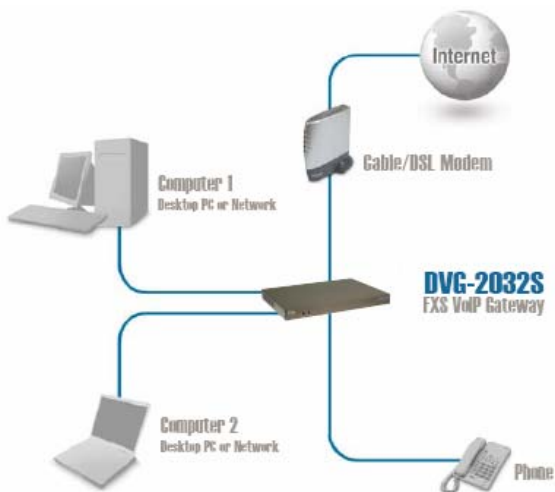 Internet
Cable/DSL Modem
Computer 1
Desktop PC or Network
DVG-2032S
FXS VoIP Gateway
Computer 2
Desktop PC or Network
Phone